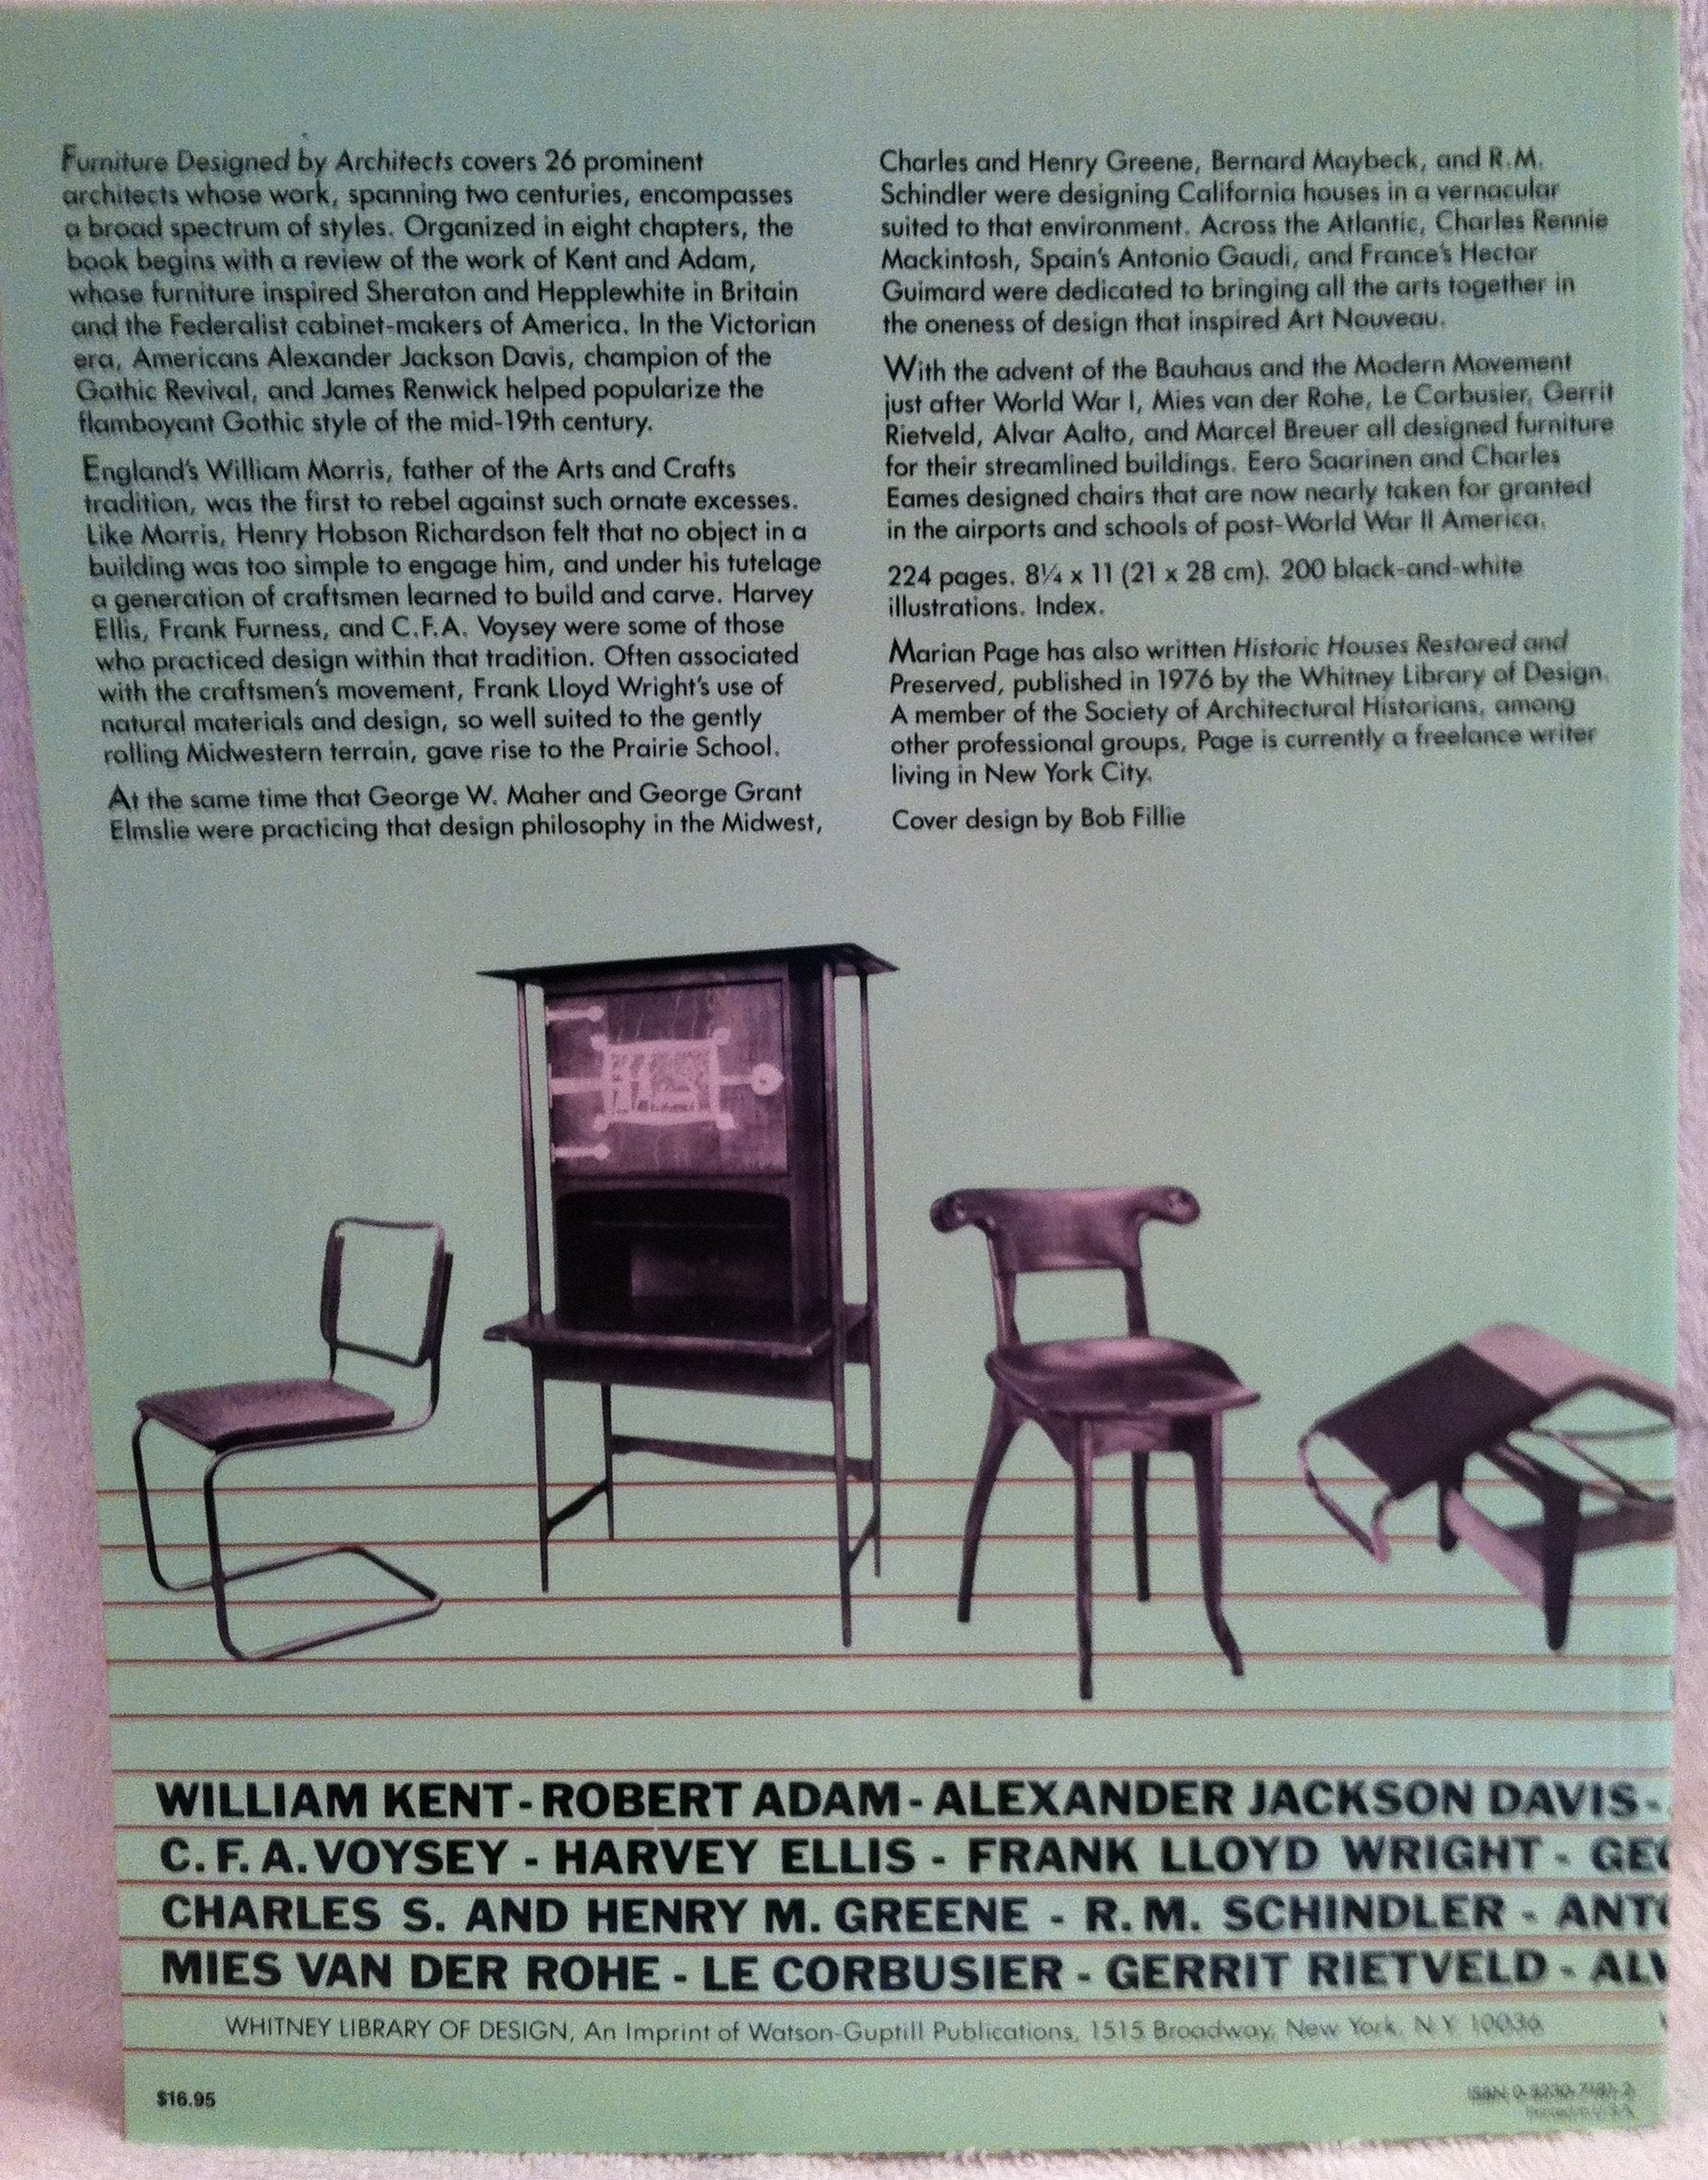 Furniture Designed by Architects covers 26 prominent
architects whose work, spanning two centuries, encompasses
a broad spectrum of styles. Organized in eight chapters, the
book begins with a review of the work of Kent and Adam,
whose furniture inspired Sheraton and Hepplewhite in Britain
and the Federalist cabinet-makers of America. In the Victorian
era, Americans Alexander Jackson Davis, champion of the
Gothic Revival, and James Renwick helped popularize the
flamboyant Gothic style of the mid-19th century.
England's William Morris, father of the Arts and Crafts
tradition, was the first to rebel against such ornate excesses.
Like Morris, Henry Hobson Richardson felt that no object in a
building was too simple to engage him, and under his tutelage
a generation of craftsmen learned to build and carve. Harvey
Ellis, Frank Furness, and C.F.A. Voysey were some of those
who practiced design within that tradition. Often associated
with the craftsmen's movement, Frank Lloyd Wright's use of
natural materials and design, so well suited to the gently
rolling Midwestern terrain, gave rise to the Prairie School.
At the same time that George W. Maher and George Grant
Elmslie were practicing that design philosophy in the Midwest,
Charles and Henry Greene, Bernard Maybeck, and R.M.
Schindler were designing California houses in a vernacular
suited to that environment. Across the Atlantic, Charles Rennie
Mackintosh, Spain's Antonio Gaudi, and France's Hector
Guimard were dedicated to bringing all the arts together in
the oneness of design that inspired Art Nouveau.
With the advent of the Bauhaus and the Modern Movement
just after World War I, Mies van der Rohe, Le Corbusier, Gerrit
Rietveld, Alvar Aalto, and Marcel Breuer all designed furniture
for their streamlined buildings. Eero Saarinen and Charles
Eames designed chairs that are now nearly taken for granted
in the airports and schools of post-World War II America.
224 pages. 8¼ x 11 (21 x 28 cm). 200 black-and-white
illustrations. Index.
Marian Page has also written Historic Houses Restored and
Preserved, published in 1976 by the Whitney Library of Design.
A member of the Society of Architectural Historians, among
other professional groups, Page is currently a freelance writer
living in New York City.
Cover design by Bob Fillie
WILLIAM KENT - ROBERT ADAM - ALEXANDER JACKSON DAVIS -
C. F. A. VOYSEY - HARVEY ELLIS - FRANK LLOYD WRIGHT - GEO
CHARLES S. AND HENRY M. GREENE - R. M. SCHINDLER - ANTO
MIES VAN DER ROHE - LE CORBUSIER - GERRIT RIETVELD - ALV
WHITNEY LIBRARY OF DESIGN, An Imprint of Watson-Guptill Publications, 1515 Broadway, New York, N.Y. 10036
$16.95
ISBN